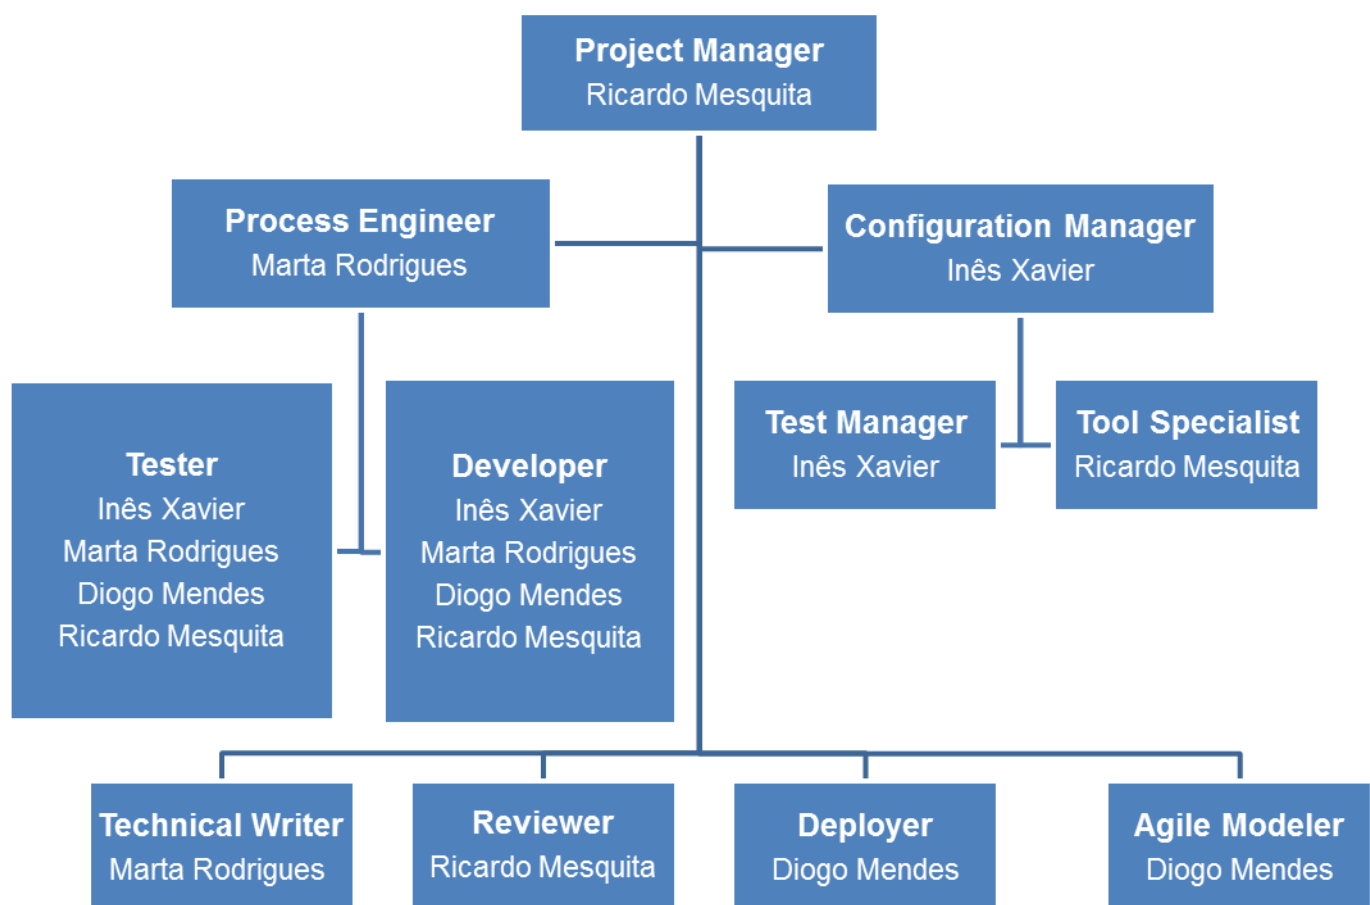 Project Manager
Ricardo Mesquita
Process Engineer
Marta Rodrigues
Configuration Manager
Inês Xavier
Tester
Inês Xavier
Marta Rodrigues
Diogo Mendes
Ricardo Mesquita
Developer
Inês Xavier
Marta Rodrigues
Diogo Mendes
Ricardo Mesquita
Test Manager
Inês Xavier
Tool Specialist
Ricardo Mesquita
Technical Writer
Marta Rodrigues
Reviewer
Ricardo Mesquita
Deployer
Diogo Mendes
Agile Modeler
Diogo Mendes